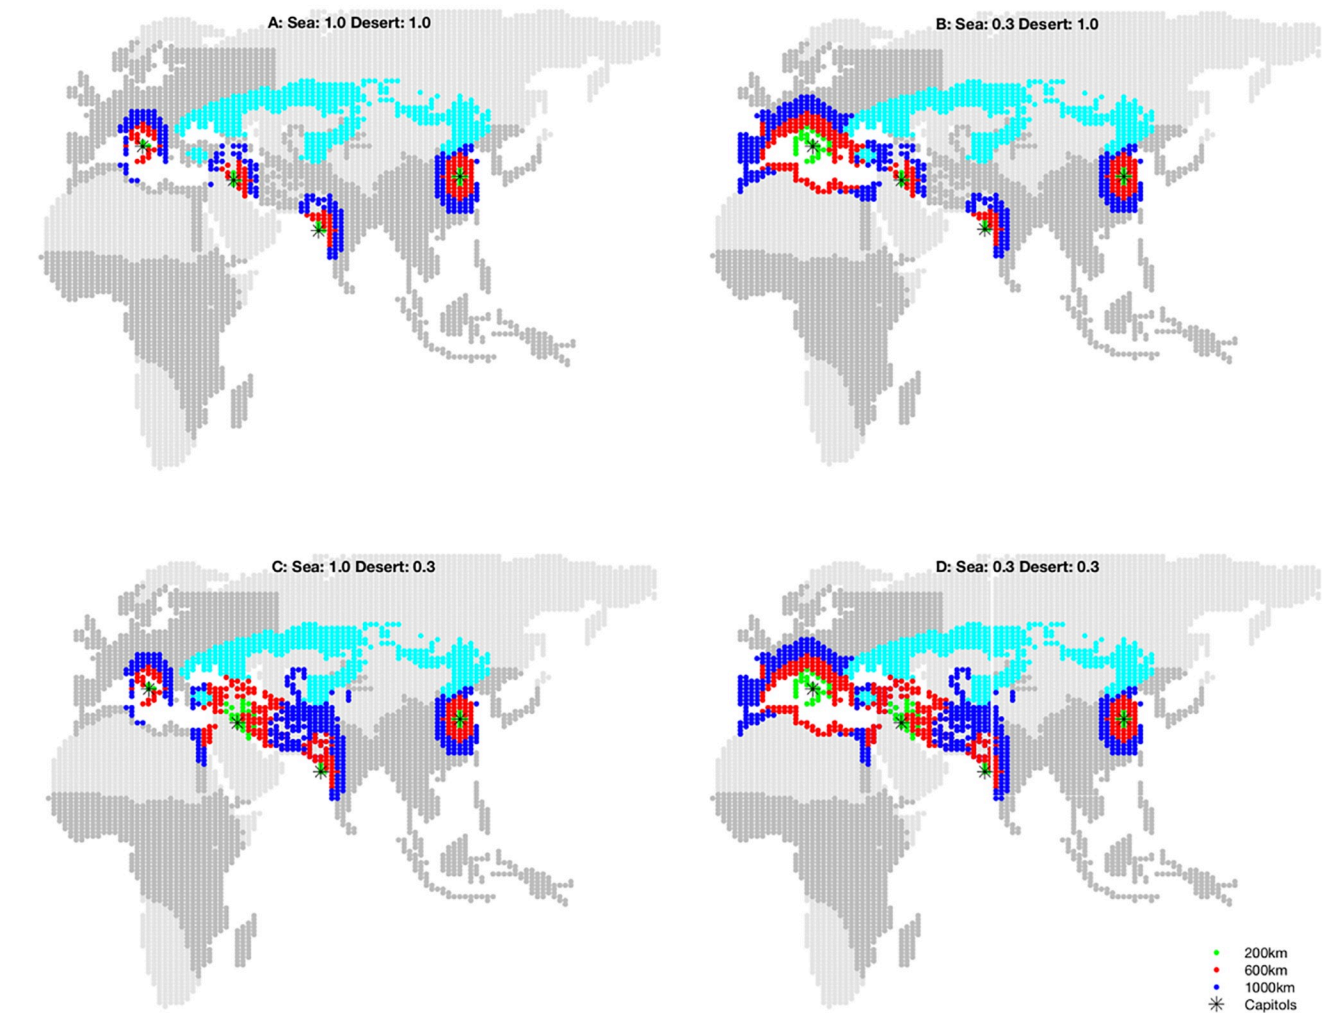 A: Sea: 1.0 Desert: 1.0
B: Sea: 0.3 Desert: 1.0
C: Sea: 1.0 Desert: 0.3
D: Sea: 0.3 Desert: 0.3
200km
600km
1000km
Capitols